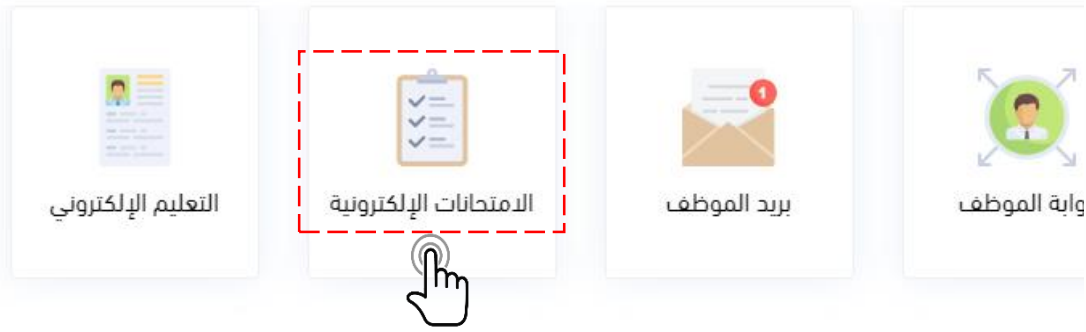 وابة الموظف
بريد الموظف
1
الامتحانات الإلكترونية
التعليم الإلكتروني